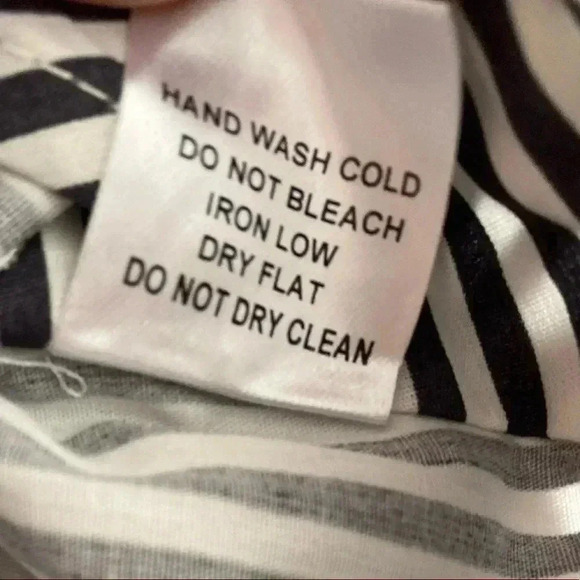 HAND WASH COLD
DO NOT BLEACH
IRON LOW
DRY FLAT
DO NOT DRY CLEAN